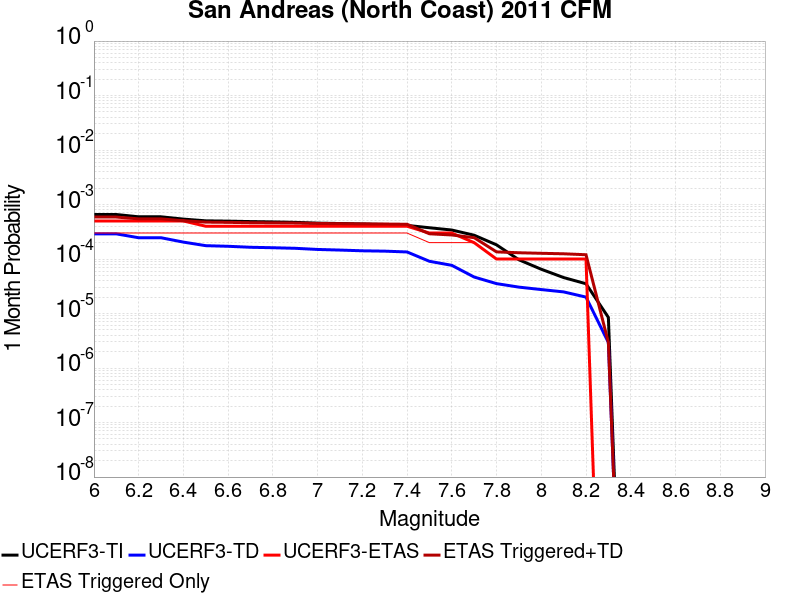 San Andreas (North Coast) 2011 CFM
1 Month Probability
10 0
10 -1
10 -2
10 -3
10 -4
10 -5
10 -6
10 -7
10 -8
6 6.2 6.4 6.6 6.8 7 7.2 7.4 7.6 7.8 8 8.2 8.4 8.6 8.8 9
Magnitude
UCERF3-TI UCERF3-TD UCERF3-ETAS ETAS Triggered+TD
ETAS Triggered Only